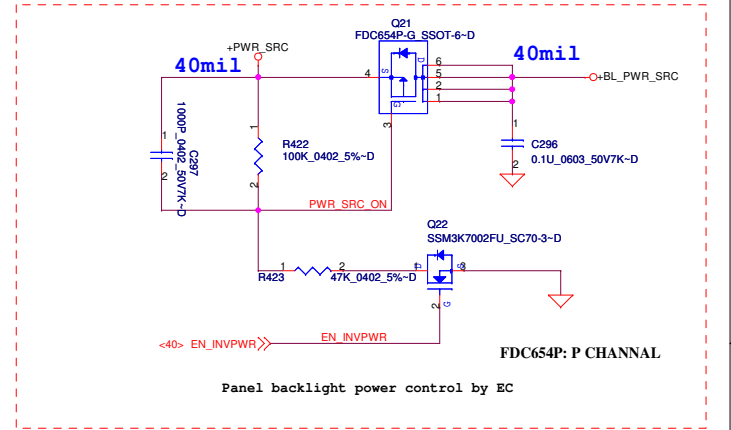 Q21
FDC654P-G_SSOT-6~D
+PWR_SRC
40mil
40mil
4
S
G
D
6
5
2
1
3
+BL_PWR_SRC
1
2
C297
1000P_0402_50V7K~D
1
2
R422
100K_0402_5%~D
1
2
C296
0.1U_0603_50V7K~D
PWR_SRC_ON
Q22
SSM3K7002FU_SC70-3~D
R423
1
2
47K_0402_5%~D
1
D
S
3
2
G
<40>
EN_INVPWR
EN_INVPWR
FDC654P: P CHANNAL
Panel backlight power control by EC